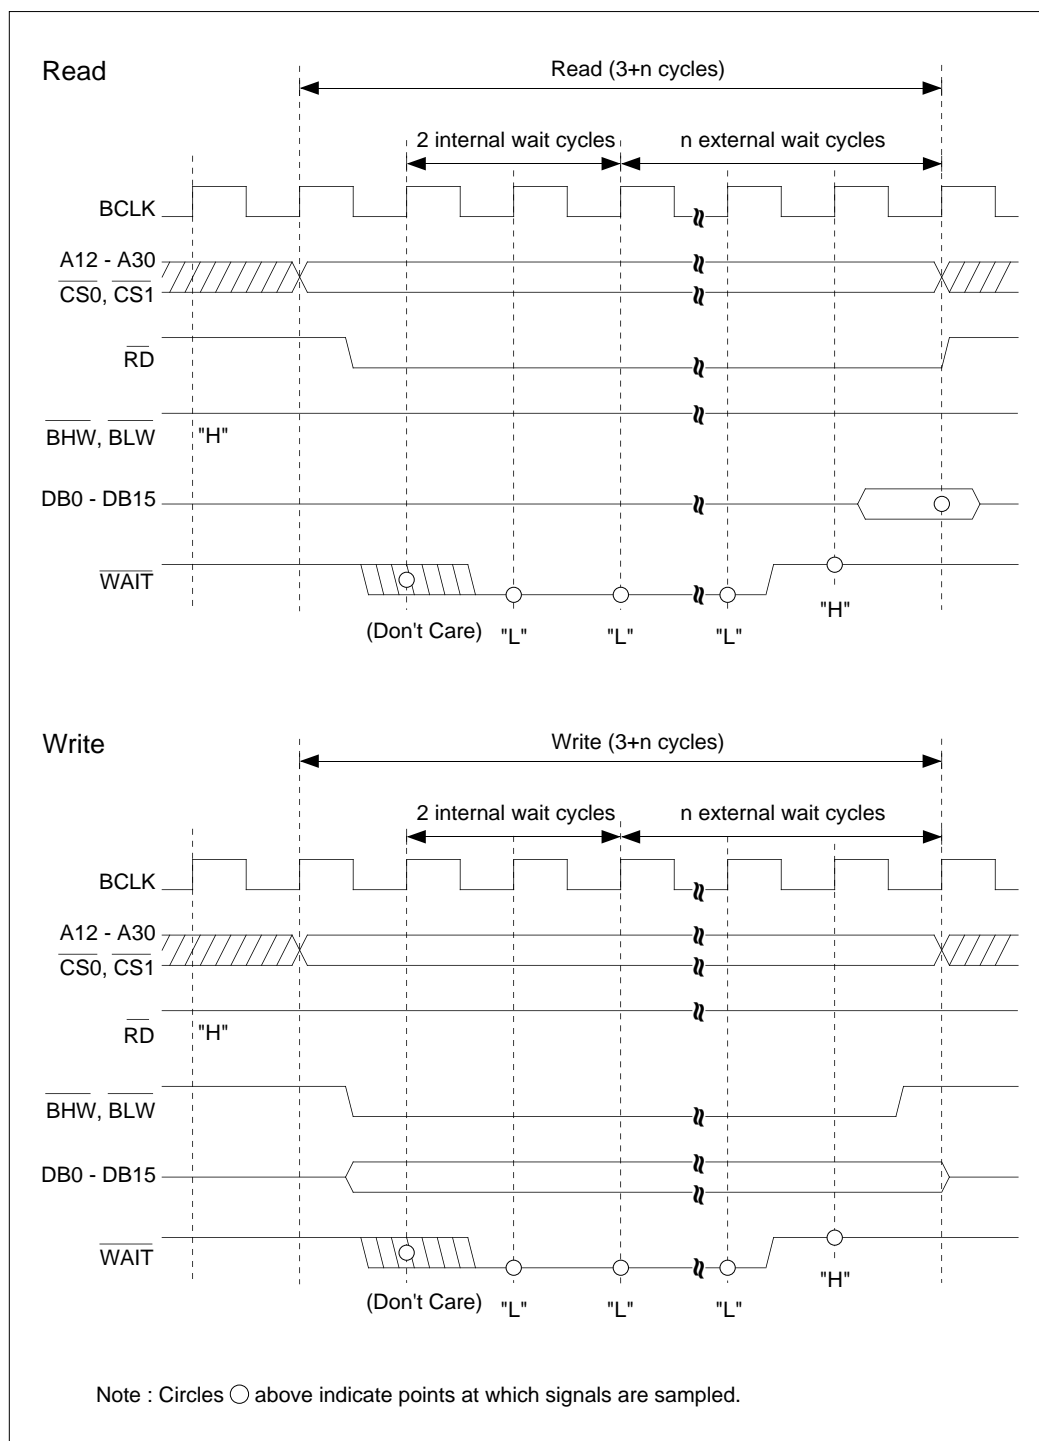 Read
Read (3+n cycles)
2 internal wait cycles
n external wait cycles
BCLK
A12 - A30
CS0, CS1
RD
BHW, BLW
"H"
DB0 - DB15
WAIT
(Don't Care)
"L"
"L"
"L"
"H"
Write
Write (3+n cycles)
2 internal wait cycles
n external wait cycles
BCLK
A12 - A30
CS0, CS1
RD
"H"
BHW, BLW
DB0 - DB15
WAIT
(Don't Care)
"L"
"L"
"L"
"H"
Note : Circles ○ above indicate points at which signals are sampled.